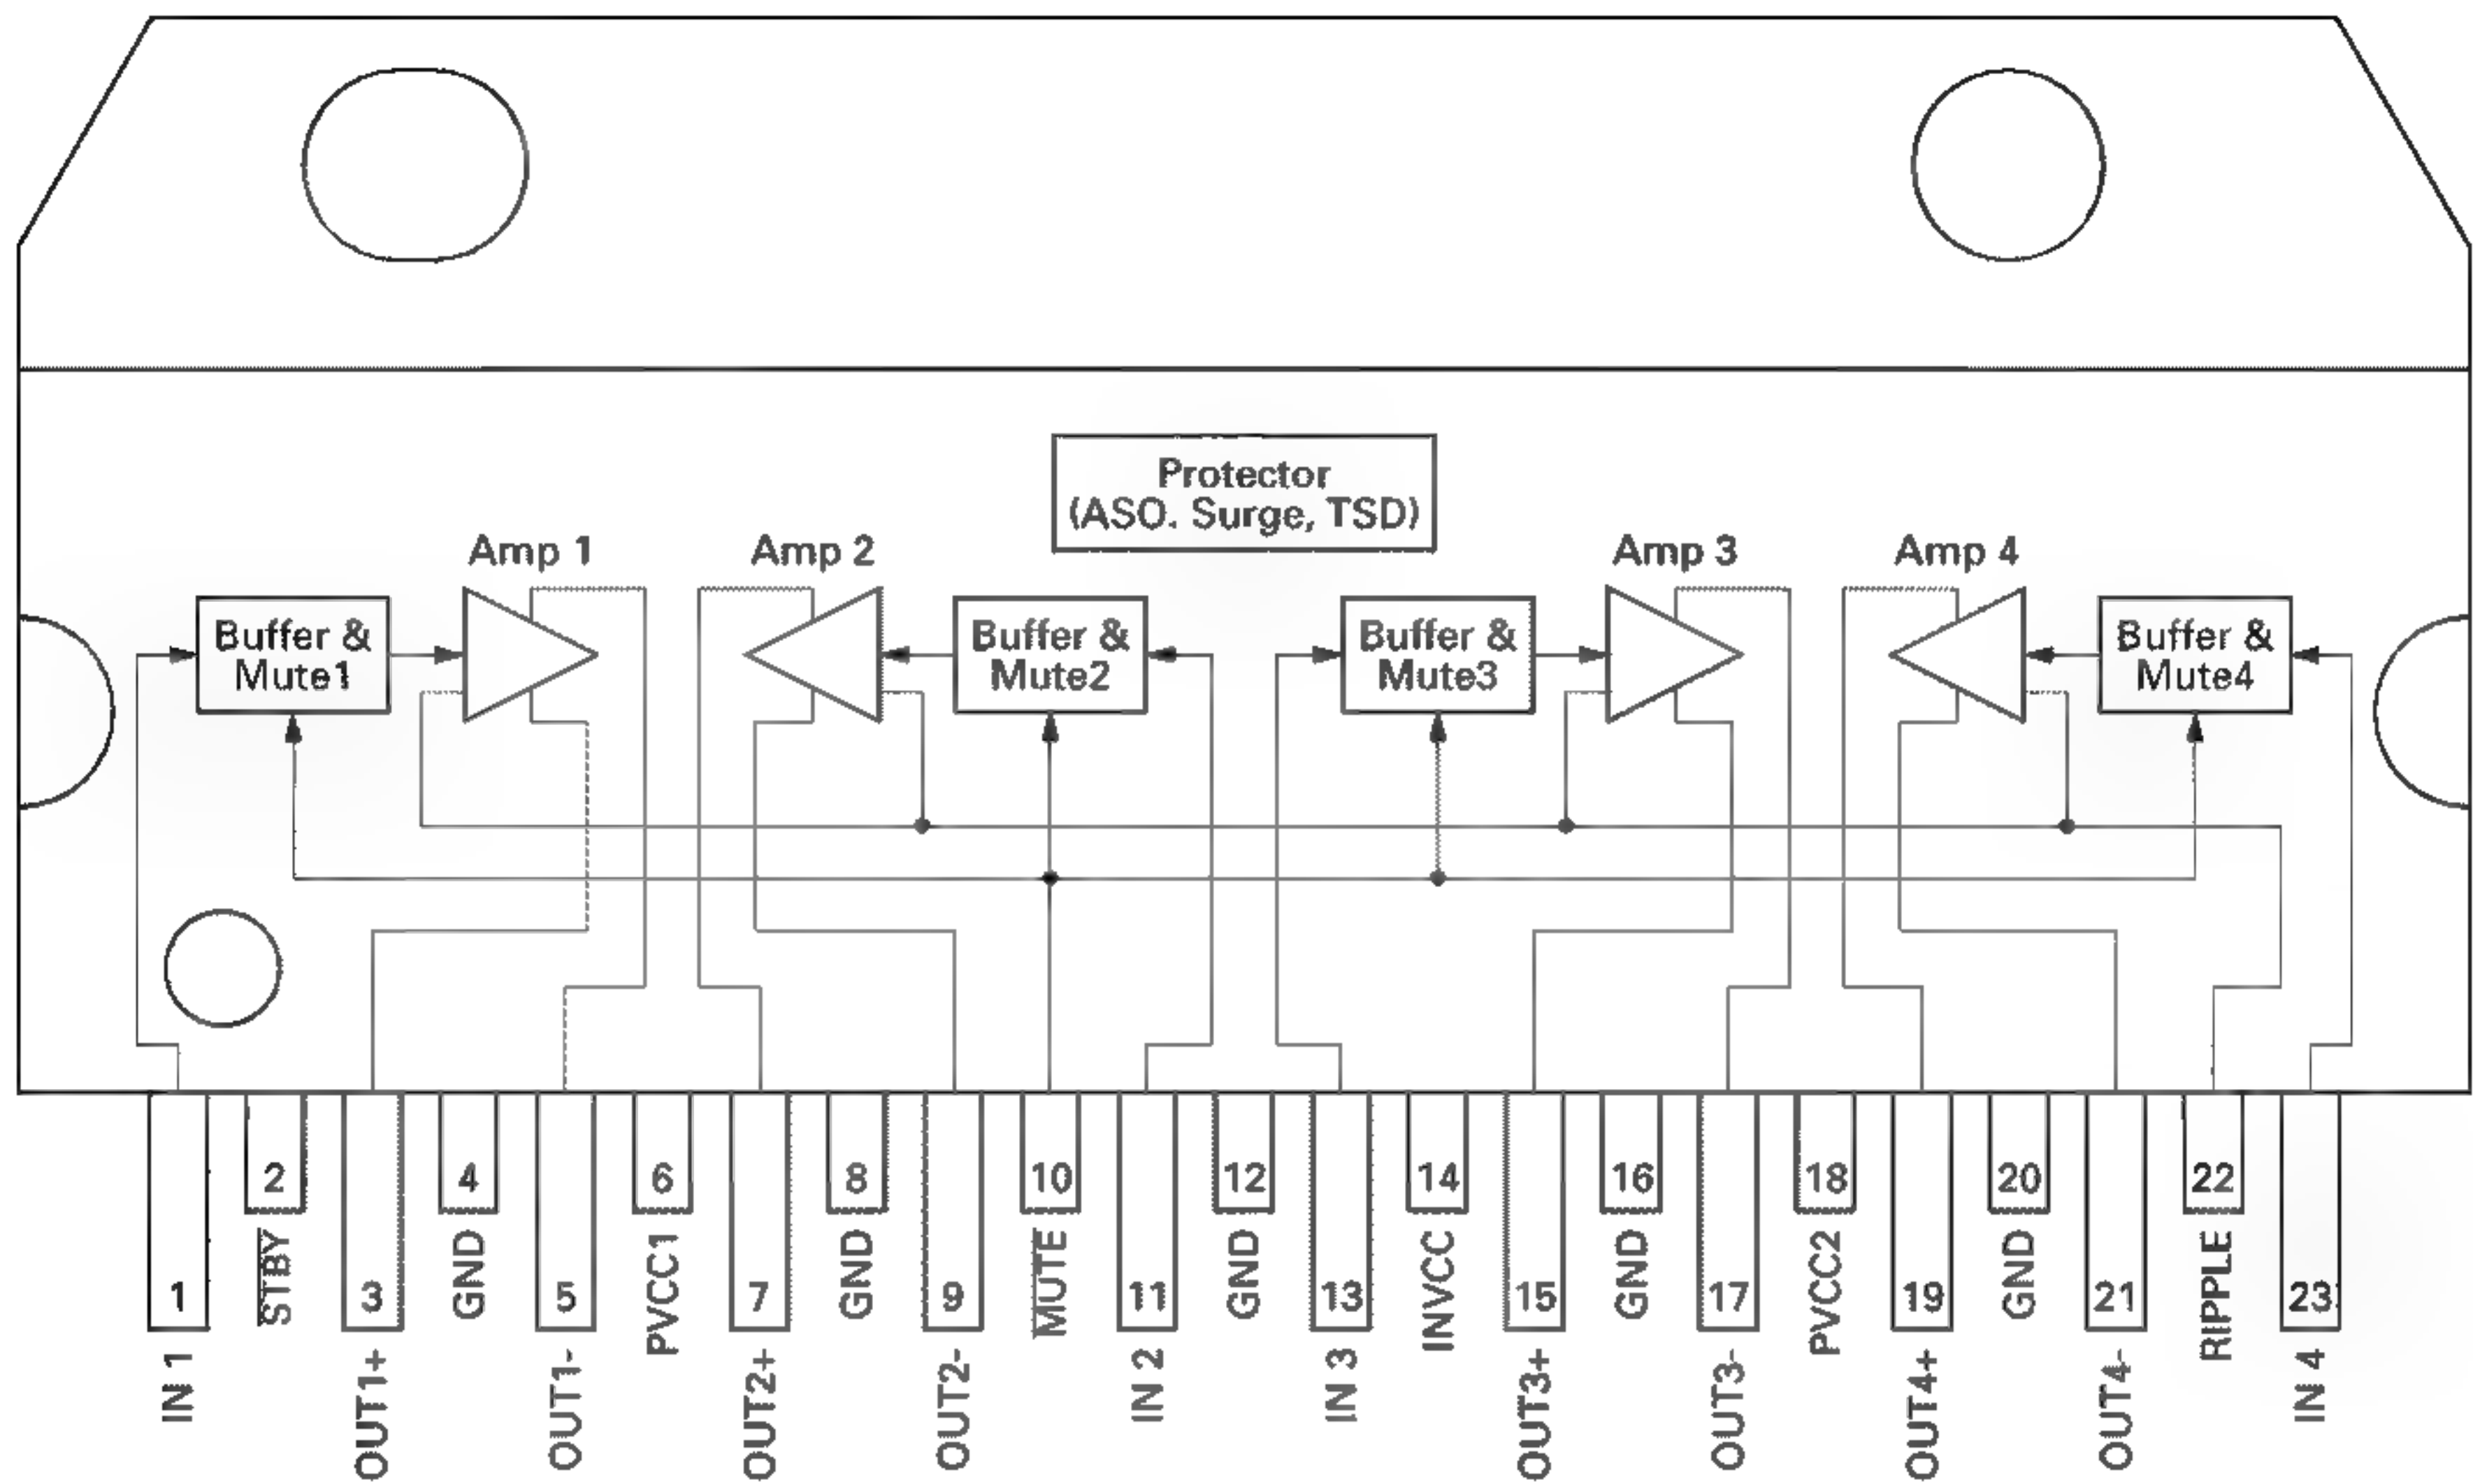 Protector
(ASO. Surge, TSD)
Amp 1
Amp 2
Amp 3
Amp 4
Buffer &
Mute1
Buffer &
Mute2
Buffer &
Mute3
Buffer &
Mute4
1
2
3
4
5
6
7
8
9
10
11
12
13
14
15
16
17
18
19
20
21
22
23
IN 1
STBY
OUT1+
GND
OUT1-
PVCC1
OUT2+
GND
OUT2-
MUTE
IN 2
GND
IN 3
INVCC
OUT3+
GND
OUT3-
PVCC2
OUT4+
GND
OUT4-
RIPPLE
IN 4